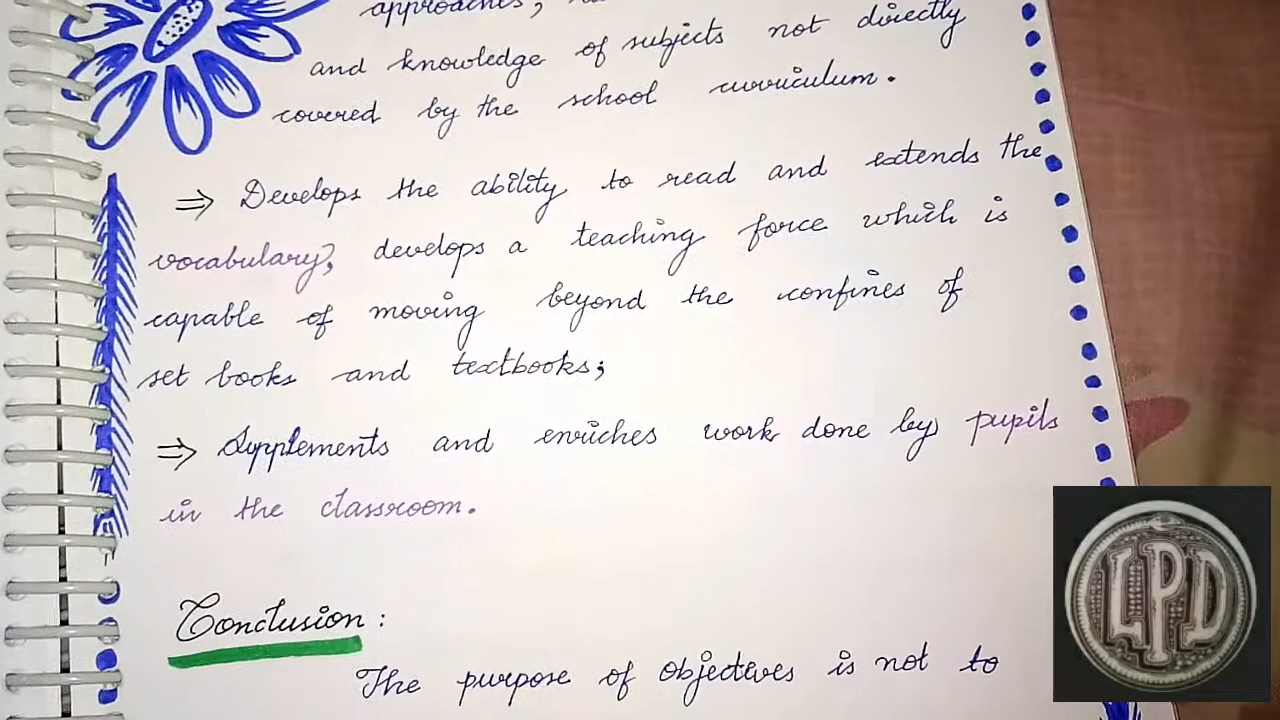 approaches,
and knowledge of subjects not directly
covered by the school curriculum.
⇒ Develops the ability to read and extends the
vocabulary, develops a teaching force which is
capable of moving beyond the confines of
set books and textbooks;
⇒ Supplements and enriches work done by pupils
in the classroom.
Conclusion:
The purpose of objectives is not to
LPD